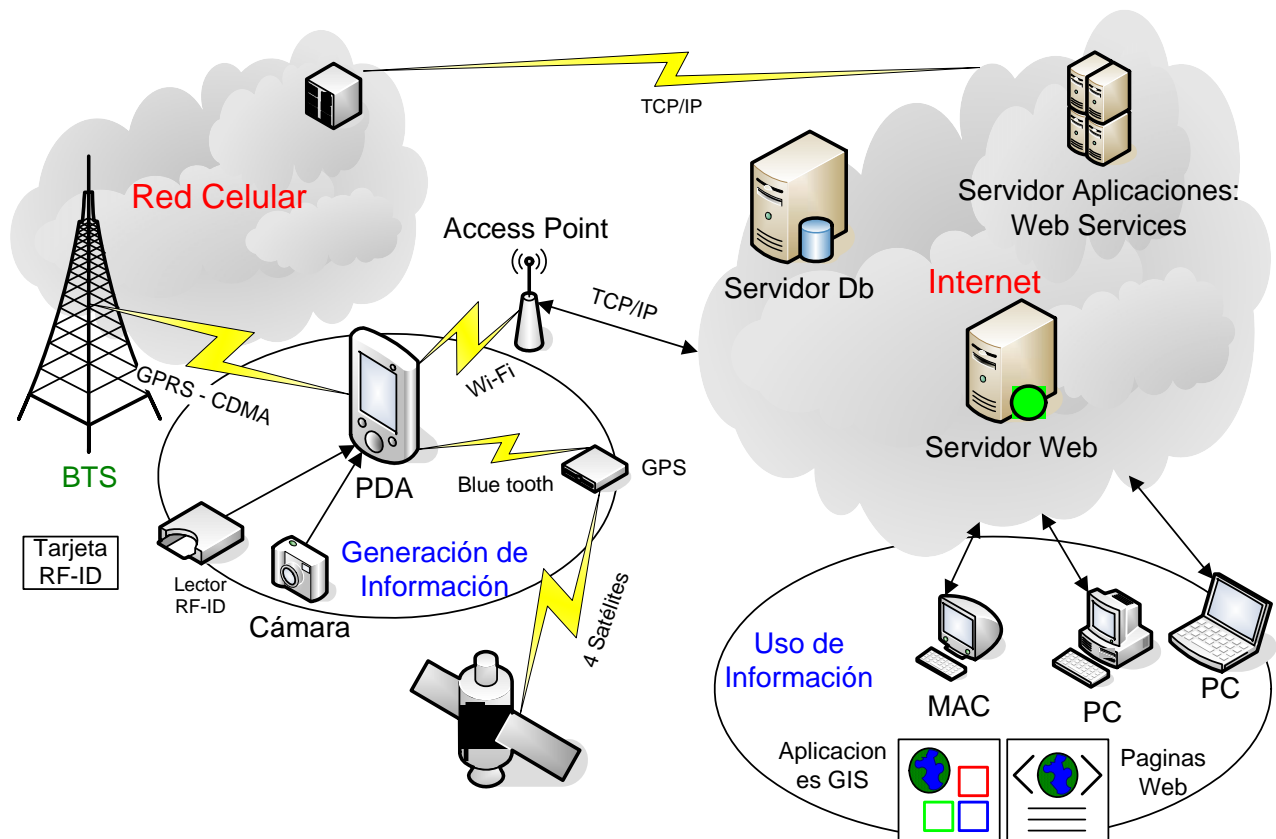 TCP/IP
Red Celular
Servidor Aplicaciones:
Web Services
Access Point
Servidor Db
Internet
TCP/IP
Wi-Fi
GPRS - CDMA
Servidor Web
BTS
PDA
Blue tooth
GPS
Tarjeta
RF-ID
Lector
RF-ID
Cámara
Generación de
Información
4 Satélites
Uso de
Información
MAC
PC
PC
Aplicacion
es GIS
Paginas
Web